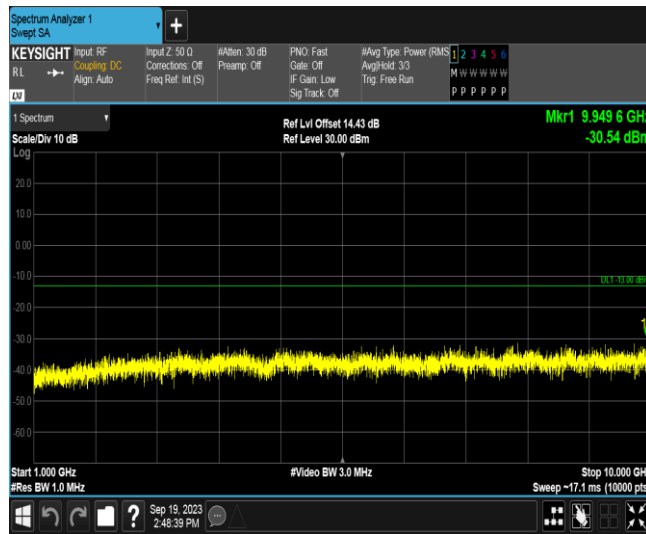 Spectrum Analyzer 1
Swept SA
+
KEYSIGHT
RL
LXI
Input: RF
Coupling: DC
Align: Auto
Input Z: 50 Ω
Corrections: Off
Freq Ref: Int (S)
#Atten: 30 dB
Preamp: Off
PNO: Fast
Gate: Off
IF Gain: Low
Sig Track: Off
#Avg Type: Power (RMS
Avg|Hold: 3/3
Trig: Free Run
1 2 3 4 5 6
M W W W W W
P P P P P P
1 Spectrum
Scale/Div 10 dB
Log
Ref Lvl Offset 14.43 dB
Ref Level 30.00 dBm
Mkr1 9.949 6 GHz
-30.54 dBm
20.0
10.0
0.00
-10.0
-20.0
-30.0
-40.0
-50.0
-60.0
DL1 -13.00 dBm
1
Start 1.000 GHz
#Res BW 1.0 MHz
#Video BW 3.0 MHz
Stop 10.000 GH
Sweep ~17.1 ms (10000 pts
?
Sep 19, 2023
2:48:39 PM